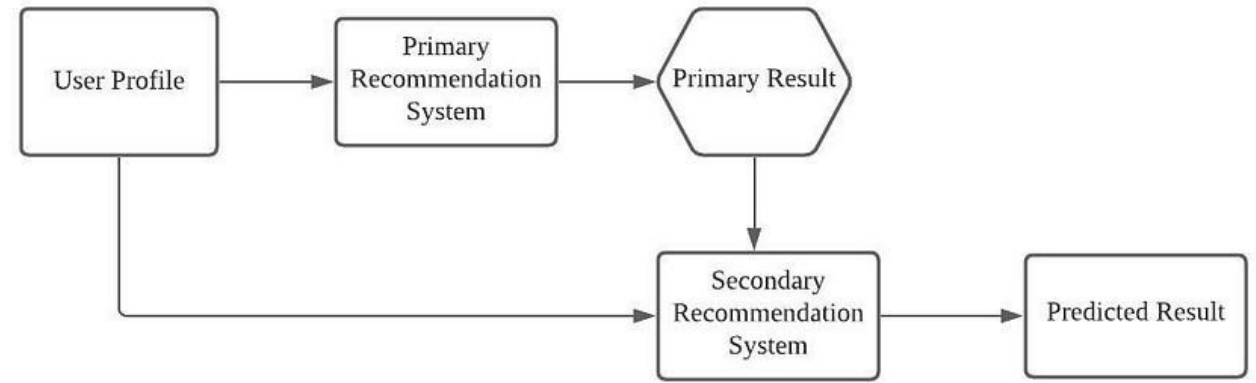 User Profile
Primary
Recommendation
System
Primary Result
Secondary
Recommendation
System
Predicted Result